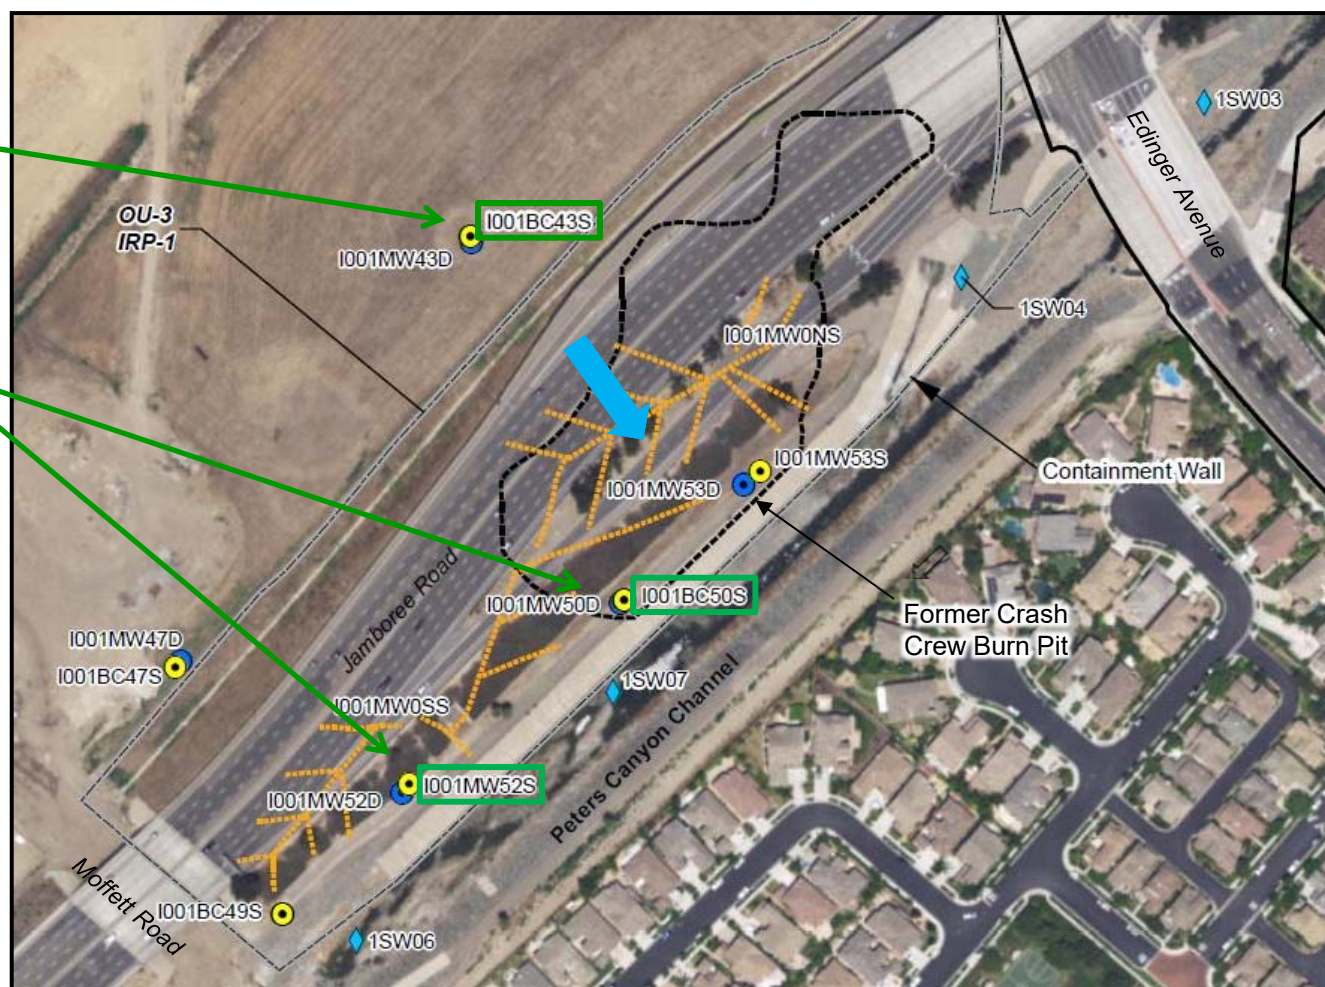 1SW03
Edinger Avenue
OU-3
IRP-1
I001BC43S
I001MW43D
1SW04
I001MW0NS
I001MW53S
Containment Wall
I001MW53D
Jamboree Road
I001MW50D
I001BC50S
Former Crash
Crew Burn Pit
I001MW47D
I001BC47S
1SW07
Peters Canyon Channel
I001MW0SS
I001MW52S
I001MW52D
Moffett Road
I001BC49S
1SW06